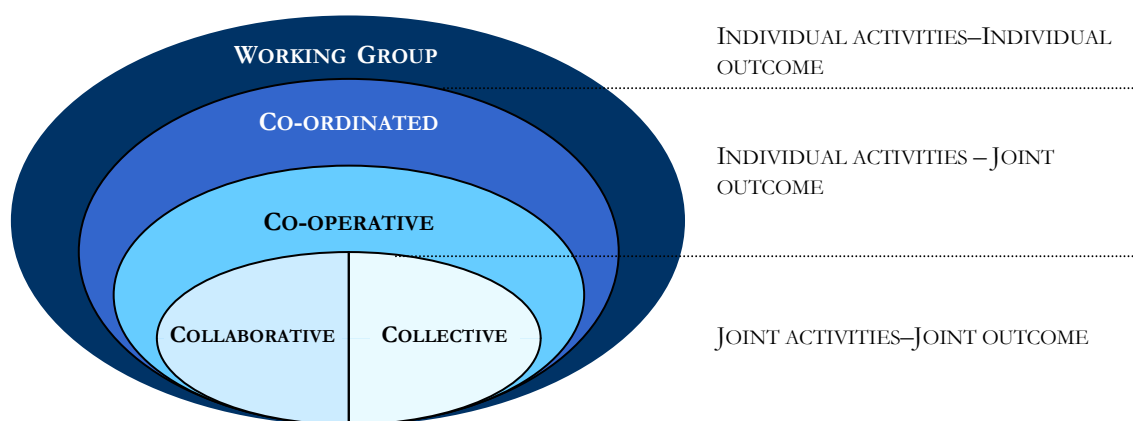 WORKING GROUP
INDIVIDUAL ACTIVITIES–INDIVIDUAL
OUTCOME
CO-ORDINATED
INDIVIDUAL ACTIVITIES – JOINT
OUTCOME
CO-OPERATIVE
COLLABORATIVE
COLLECTIVE
JOINT ACTIVITIES–JOINT OUTCOME